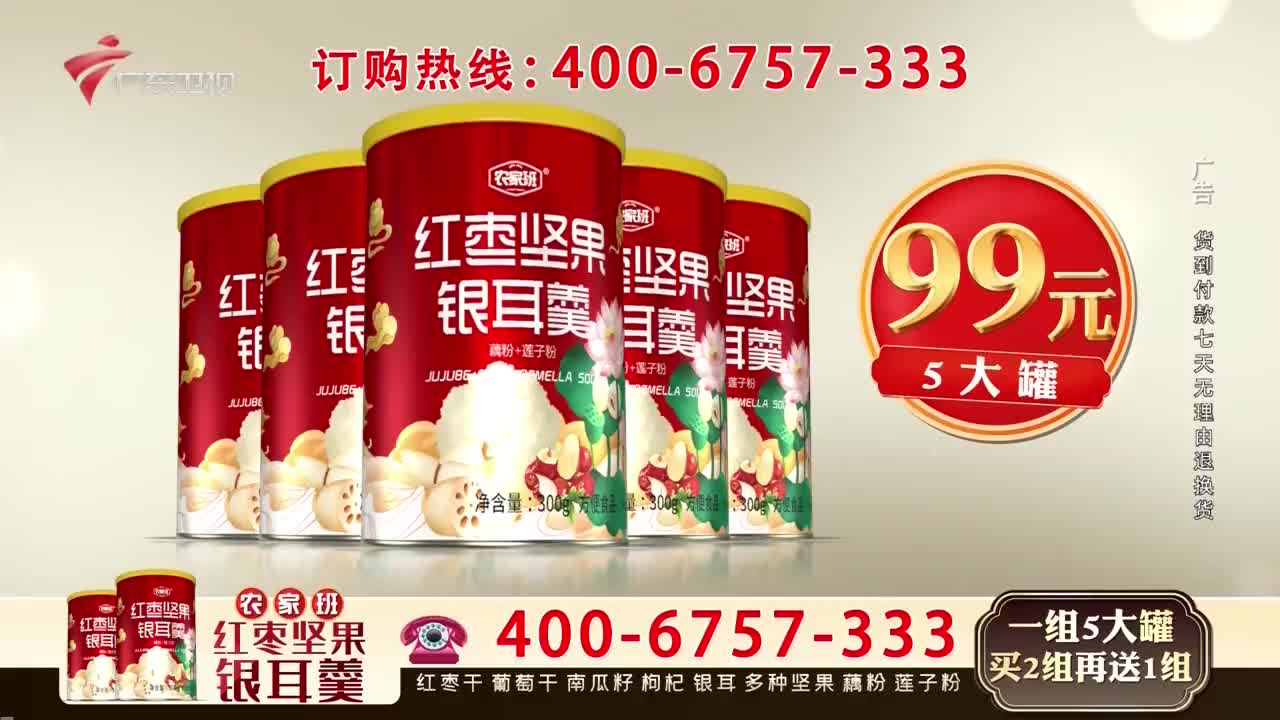 广东卫视
订购热线：400-6757-333
农家班®
红枣坚果
银耳羹
藕粉+莲子粉
净含量：300g 方便食品
99元
5大罐
广告 货到付款七天无理由退换货
农家班
红枣坚果
银耳羹
400-6757-333
红枣干 葡萄干 南瓜籽 枸杞 银耳 多种坚果 藕粉 莲子粉
一组5大罐
买2组再送1组